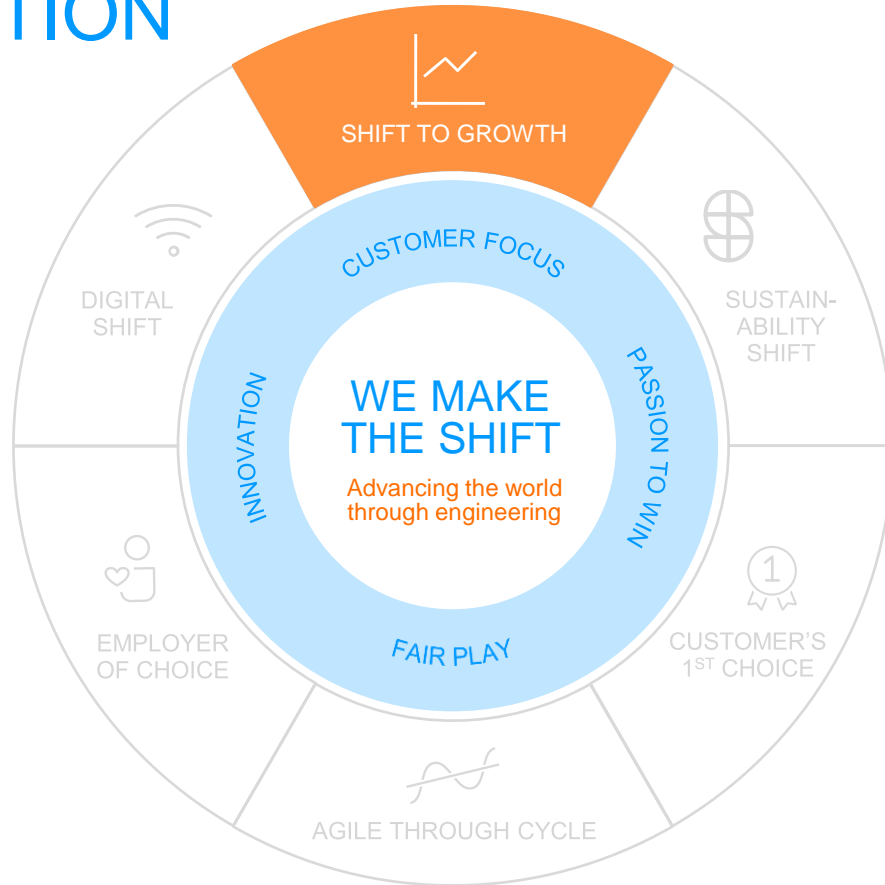 TION
SHIFT TO GROWTH
CUSTOMER FOCUS
DIGITAL
SHIFT
SUSTAIN-
ABILITY
SHIFT
INNOVATION
WE MAKE
THE SHIFT
Advancing the world
through engineering
PASSION TO WIN
EMPLOYER
OF CHOICE
1
CUSTOMER'S
1ST CHOICE
FAIR PLAY
AGILE THROUGH CYCLE